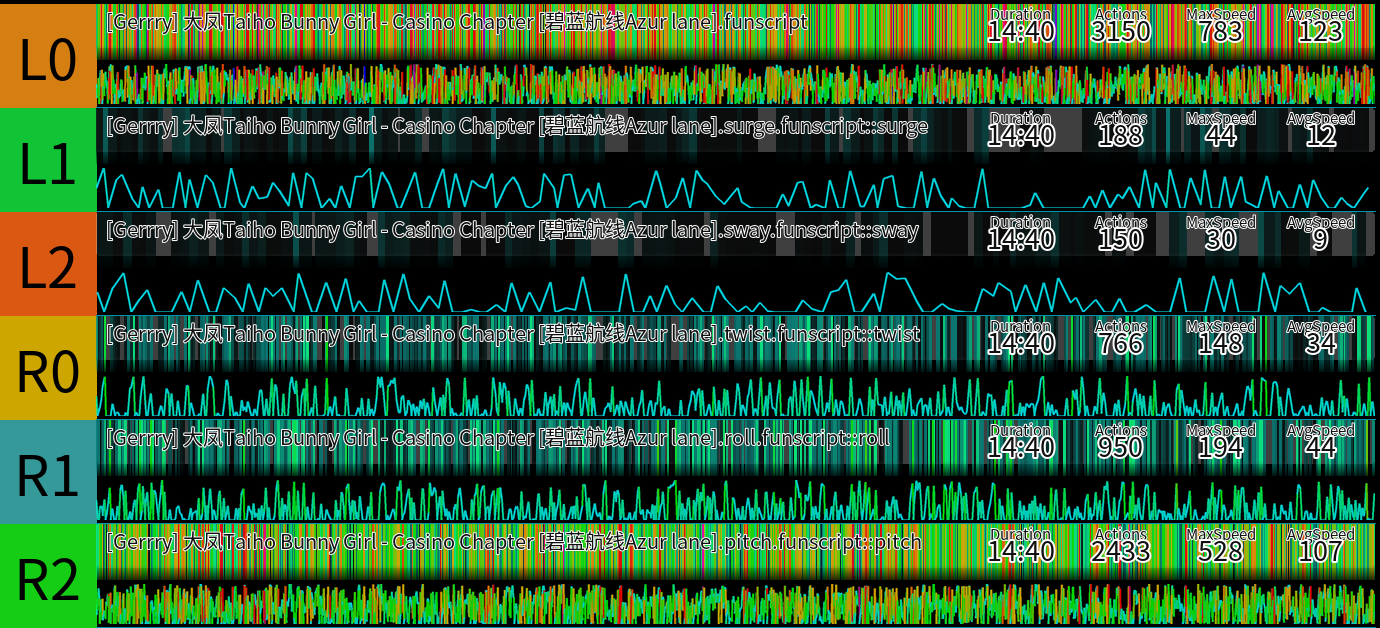 L0
[Gerrry] 大凤Taiho Bunny Girl - Casino Chapter [碧蓝航线Azur lane].funscript
Duration Actions MaxSpeed AvgSpeed
14:40 3150 783 123
L1
[Gerrry] 大凤Taiho Bunny Girl - Casino Chapter [碧蓝航线Azur lane].surge.funscript::surge
Duration Actions MaxSpeed AvgSpeed
14:40 188 44 12
L2
[Gerrry] 大凤Taiho Bunny Girl - Casino Chapter [碧蓝航线Azur lane].sway.funscript::sway
Duration Actions MaxSpeed AvgSpeed
14:40 150 30 9
R0
[Gerrry] 大凤Taiho Bunny Girl - Casino Chapter [碧蓝航线Azur lane].twist.funscript::twist
Duration Actions MaxSpeed AvgSpeed
14:40 766 148 34
R1
[Gerrry] 大凤Taiho Bunny Girl - Casino Chapter [碧蓝航线Azur lane].roll.funscript::roll
Duration Actions MaxSpeed AvgSpeed
14:40 950 194 44
R2
[Gerrry] 大凤Taiho Bunny Girl - Casino Chapter [碧蓝航线Azur lane].pitch.funscript::pitch
Duration Actions MaxSpeed AvgSpeed
14:40 2433 528 107